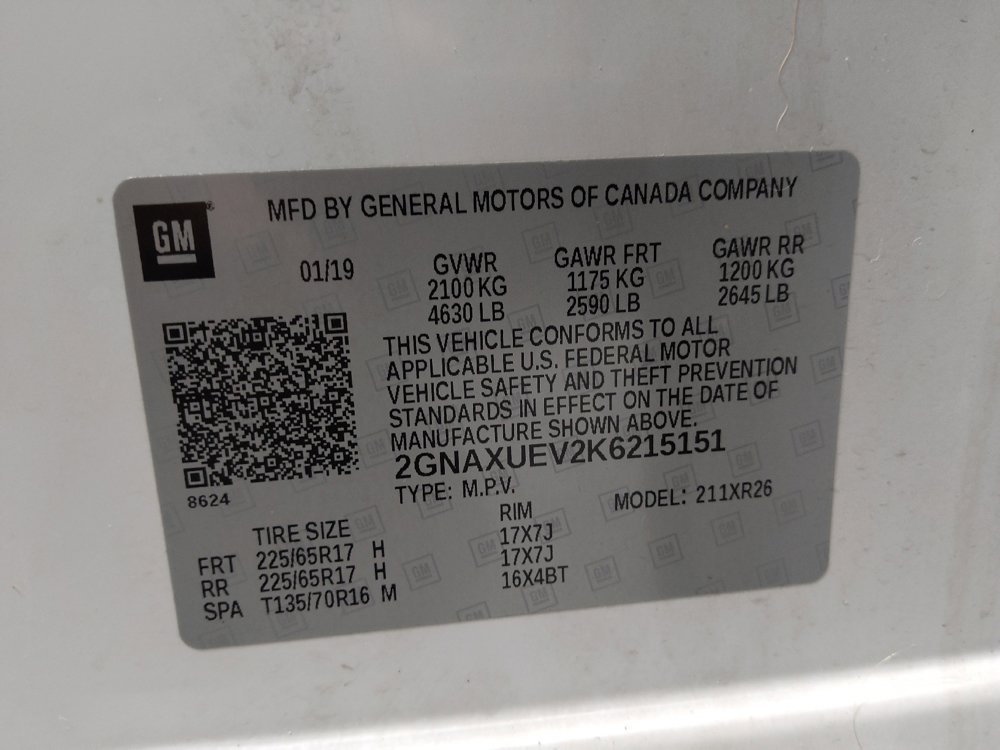 MFD BY GENERAL MOTORS OF CANADA COMPANY
GM®
01/19
GVWR GAWR FRT GAWR RR
2100 KG 1175 KG 1200 KG
4630 LB 2590 LB 2645 LB
THIS VEHICLE CONFORMS TO ALL
APPLICABLE U.S. FEDERAL MOTOR
VEHICLE SAFETY AND THEFT PREVENTION
STANDARDS IN EFFECT ON THE DATE OF
MANUFACTURE SHOWN ABOVE.
2GNAXUEV2K6215151
8624
TYPE: M.P.V. MODEL: 211XR26
TIRE SIZE RIM
FRT 225/65R17 H 17X7J
RR 225/65R17 H 17X7J
SPA T135/70R16 M 16X4BT